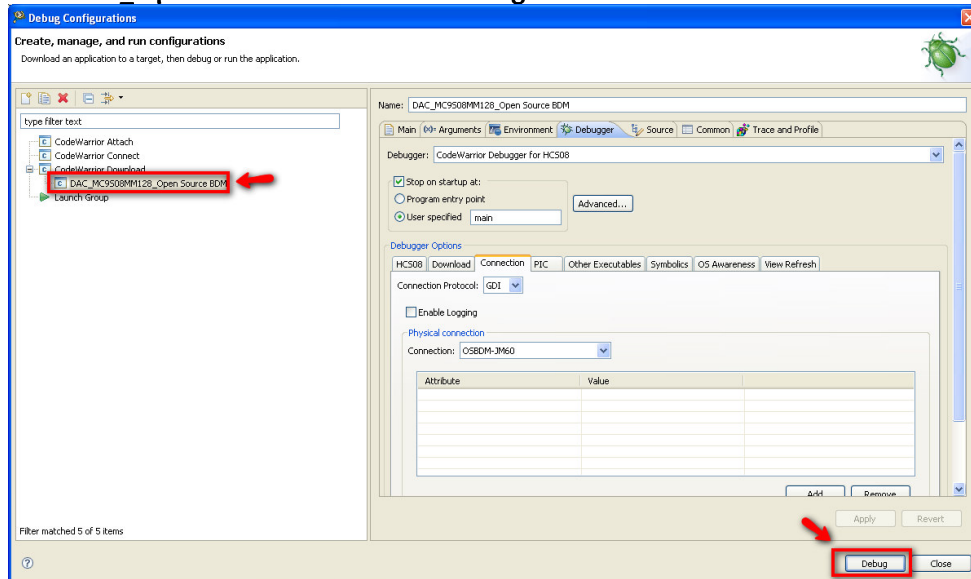 Debug Configurations
Create, manage, and run configurations
Download an application to a target, then debug or run the application.
type filter text
CodeWarrior Attach
CodeWarrior Connect
CodeWarrior Download
DAC_MC9S08MM128_Open Source BDM
Launch Group
Filter matched 5 of 5 items
Name: DAC_MC9S08MM128_Open Source BDM
Main (x)= Arguments Environment Debugger Source Common Trace and Profile
Debugger: CodeWarrior Debugger for HCS08
Stop on startup at:
Program entry point
User specified main
Advanced...
Debugger Options
HCS08 Download Connection PIC Other Executables Symbolics OS Awareness View Refresh
Connection Protocol: GDI
Enable Logging
Physical connection
Connection: OSBDM-JM60
Attribute Value
Add Remove
Apply Revert
Debug Close